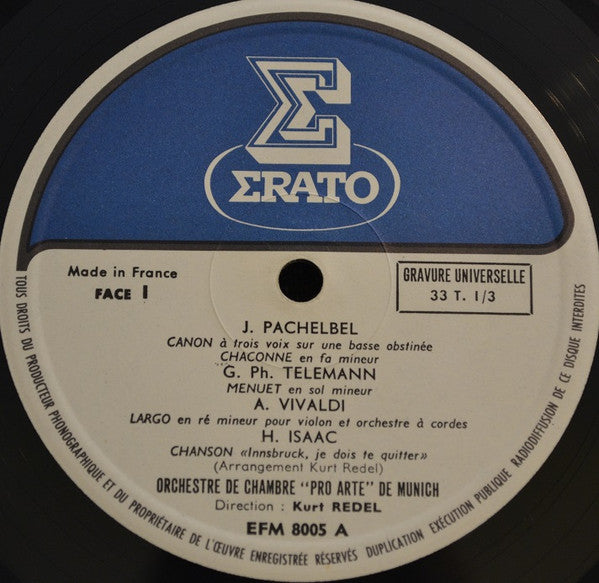 ΣRATO
Made in France
FACE I
GRAVURE UNIVERSELLE
33 T. 1/3
J. PACHELBEL
CANON à trois voix sur une basse obstinée
CHACONNE en fa mineur
G. Ph. TELEMANN
MENUET en sol mineur
A. VIVALDI
LARGO en ré mineur pour violon et orchestre à cordes
H. ISAAC
CHANSON «Innsbruck, je dois te quitter»
(Arrangement Kurt Redel)
ORCHESTRE DE CHAMBRE "PRO ARTE" DE MUNICH
Direction : Kurt REDEL
EFM 8005 A
TOUS DROITS DU PRODUCTEUR PHONOGRAPHIQUE ET DU PROPRIÉTAIRE DE L'ŒUVRE ENREGISTRÉE RÉSERVÉS DUPLICATION EXÉCUTION PUBLIQUE RADIODIFFUSION DE CE DISQUE INTERDITES